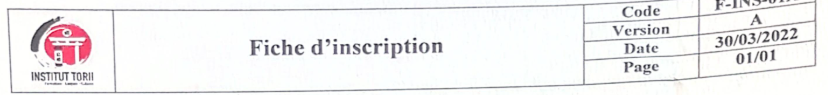 INSTITUT TORII
Fiche d'inscription
Code
Version A
Date 30/03/2022
Page 01/01